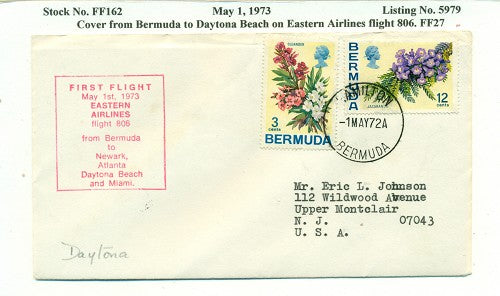 Stock No. FF162 May 1, 1973 Listing No. 5979
Cover from Bermuda to Daytona Beach on Eastern Airlines flight 806. FF27
FIRST FLIGHT
May 1st, 1973
EASTERN
AIRLINES
flight 806
from Bermuda
to
Newark,
Atlanta
Daytona Beach
and Miami.
OLEANDER
3
cents
BERMUDA
BERMUDA
JACARANDA
12
cents
HAMILTON
-1MAY72A
BERMUDA
Mr. Eric L. Johnson
112 Wildwood Avenue
Upper Montclair
N. J. 07043
U. S. A.
Daytona